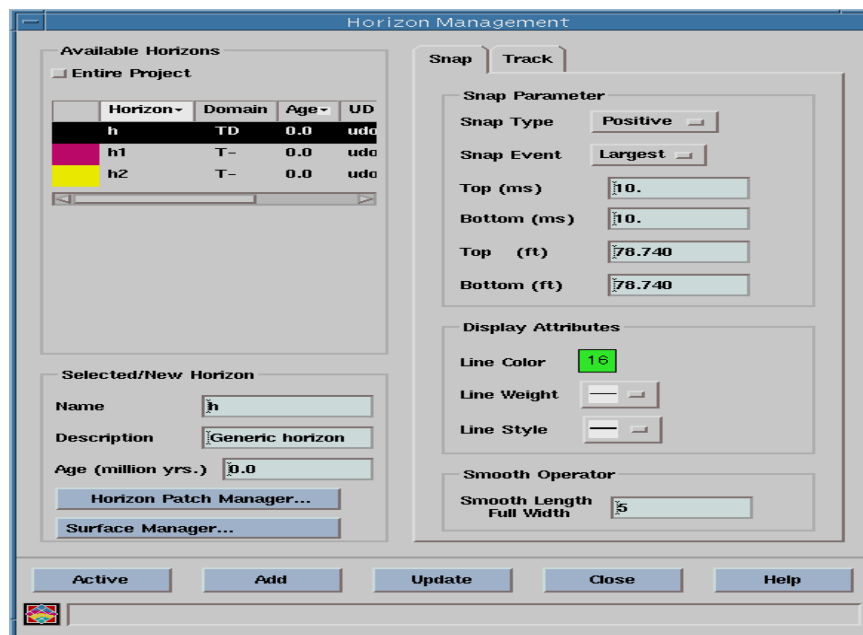 Horizon Management
Available Horizons
Entire Project
Horizon Domain Age UD
h TD 0.0 udo
h1 T- 0.0 udo
h2 T- 0.0 udo
Selected/New Horizon
Name h
Description Generic horizon
Age (million yrs.) 0.0
Horizon Patch Manager...
Surface Manager...
Snap Track
Snap Parameter
Snap Type Positive
Snap Event Largest
Top (ms) 10.
Bottom (ms) 10.
Top (ft) 78.740
Bottom (ft) 78.740
Display Attributes
Line Color 16
Line Weight
Line Style
Smooth Operator
Smooth Length
Full Width 5
Active Add Update Close Help